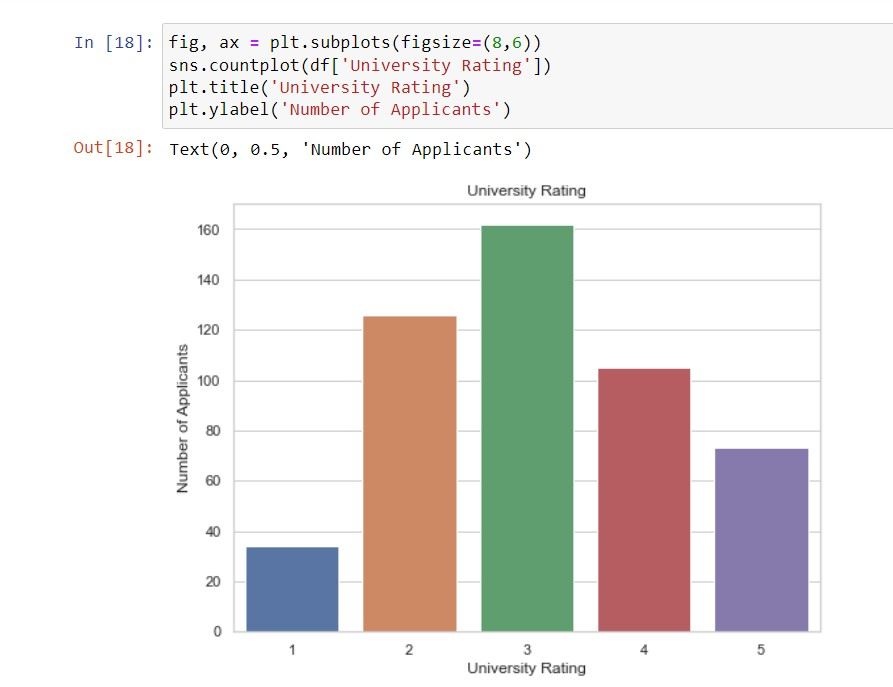 In [18]: fig, ax = plt.subplots(figsize=(8,6))
sns.countplot(df['University Rating'])
plt.title('University Rating')
plt.ylabel('Number of Applicants')
Out[18]: Text(0, 0.5, 'Number of Applicants')
University Rating
160
140
120
100
80
60
40
20
0
Number of Applicants
1 2 3 4 5
University Rating